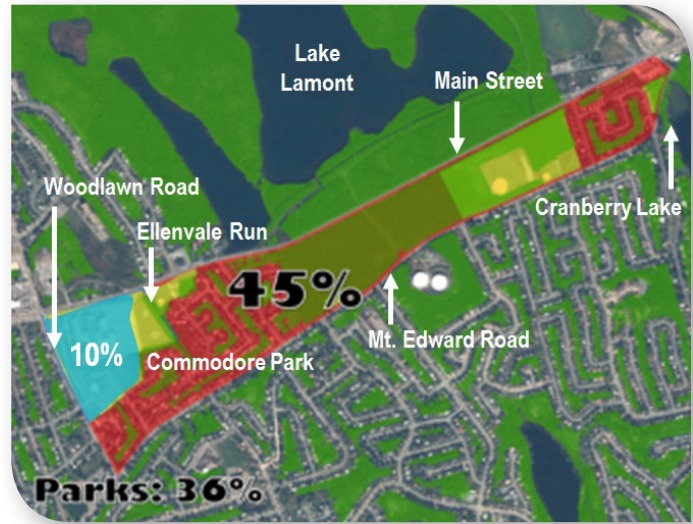 Lake
Lamont
Main Street
Woodlawn Road
Ellenvale Run
Cranberry Lake
45%
Mt. Edward Road
10%
Commodore Park
Parks: 36%